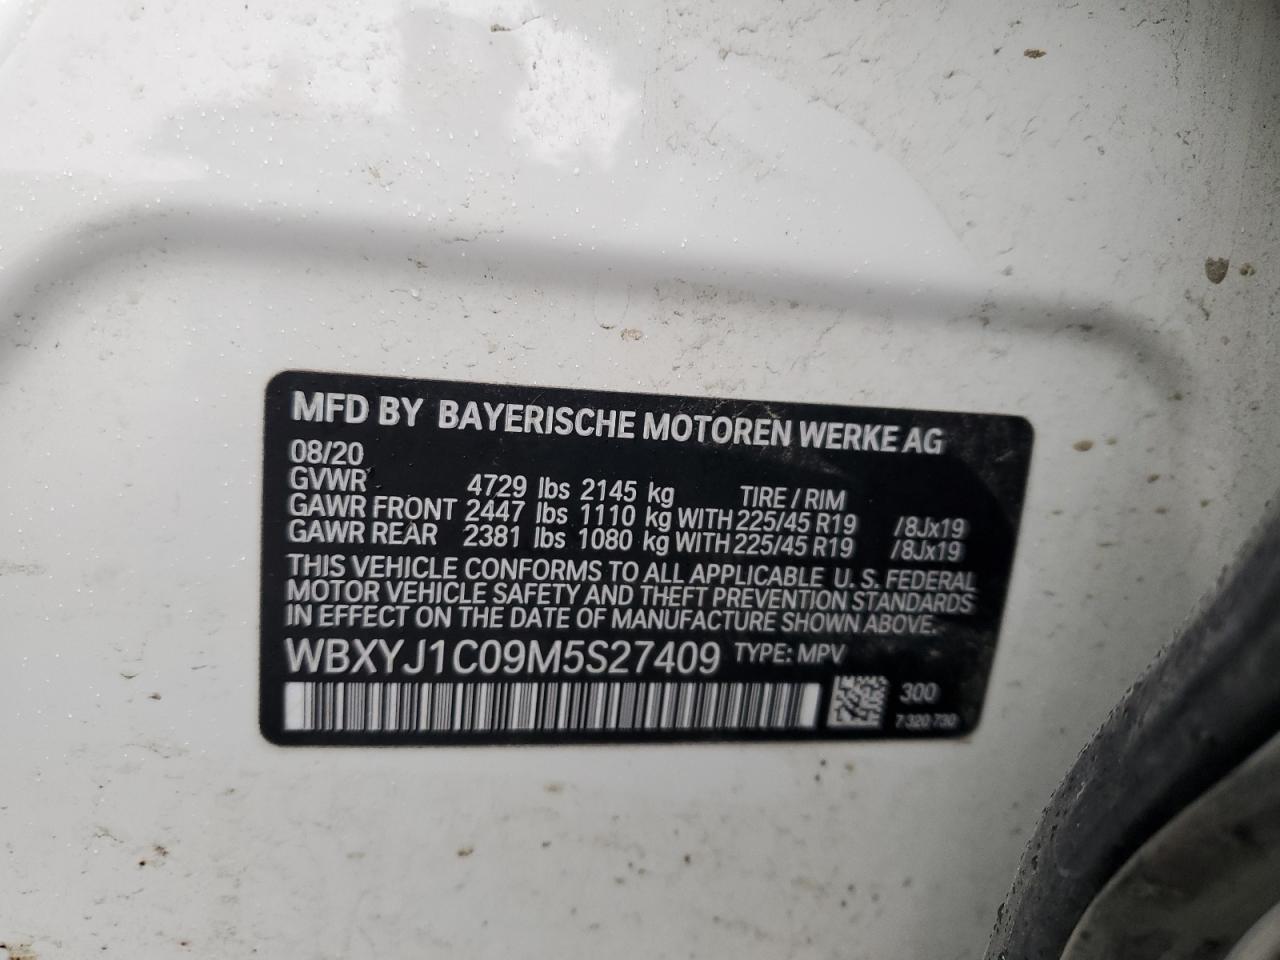 MFD BY BAYERISCHE MOTOREN WERKE AG
08/20
GVWR 4729 lbs 2145 kg TIRE / RIM
GAWR FRONT 2447 lbs 1110 kg WITH 225/45 R19 /8Jx19
GAWR REAR 2381 lbs 1080 kg WITH 225/45 R19 /8Jx19
THIS VEHICLE CONFORMS TO ALL APPLICABLE U. S. FEDERAL
MOTOR VEHICLE SAFETY AND THEFT PREVENTION STANDARDS
IN EFFECT ON THE DATE OF MANUFACTURE SHOWN ABOVE.
WBXYJ1C09M5S27409 TYPE: MPV
300
7 320 730